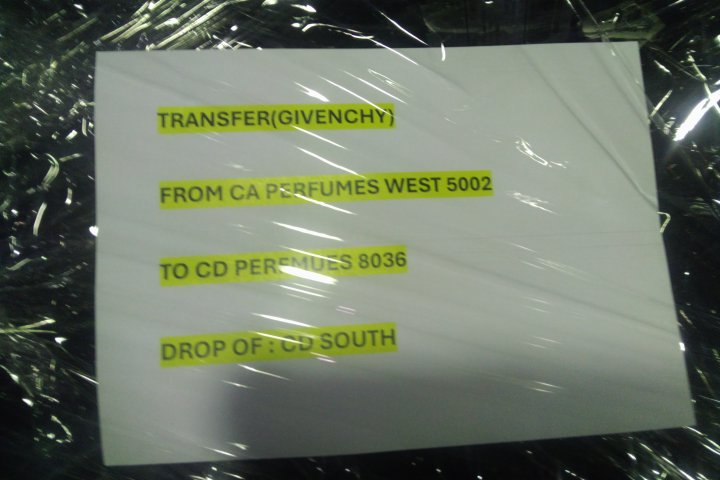 TRANSFER(GIVENCHY)
FROM CA PERFUMES WEST 5002
TO CD PERFMUES 8036
DROP OF : CD SOUTH